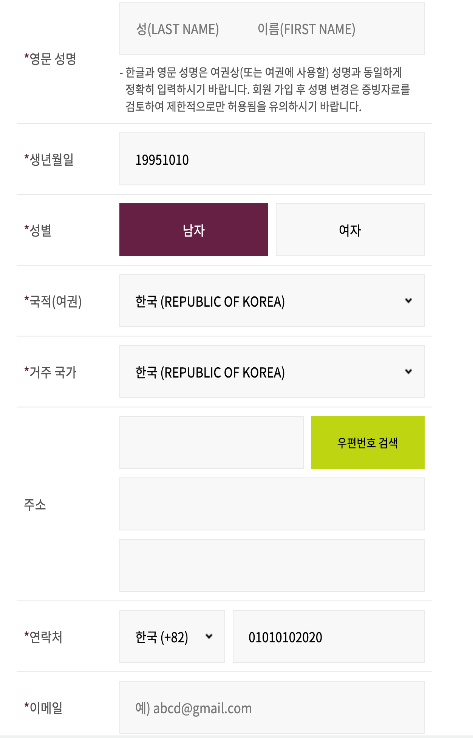 성(LAST NAME) 이름(FIRST NAME)
*영문 성명
- 한글과 영문 성명은 여권상(또는 여권에 사용할) 성명과 동일하게
정확히 입력하시기 바랍니다. 회원 가입 후 성명 변경은 증빙자료를
검토하여 제한적으로만 허용됨을 유의하시기 바랍니다.
*생년월일 19951010
*성별 남자 여자
*국적(여권) 한국 (REPUBLIC OF KOREA)
*거주 국가 한국 (REPUBLIC OF KOREA)
우편번호 검색
주소
*연락처 한국 (+82) 01010102020
*이메일 예) abcd@gmail.com